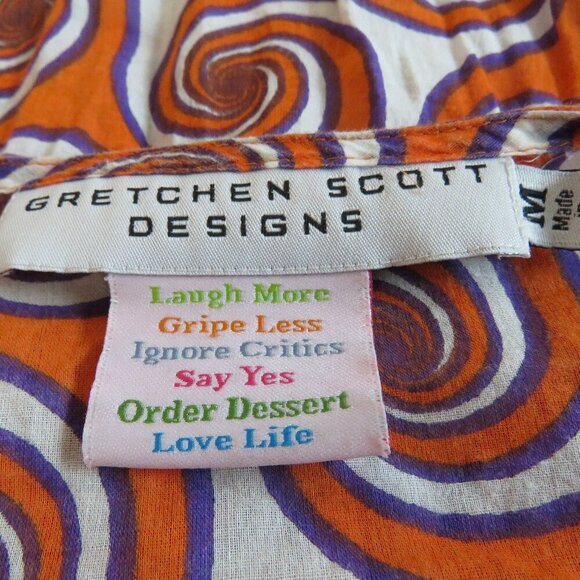 GRETCHEN SCOTT
DESIGNS
M
Made
Laugh More
Gripe Less
Ignore Critics
Say Yes
Order Dessert
Love Life